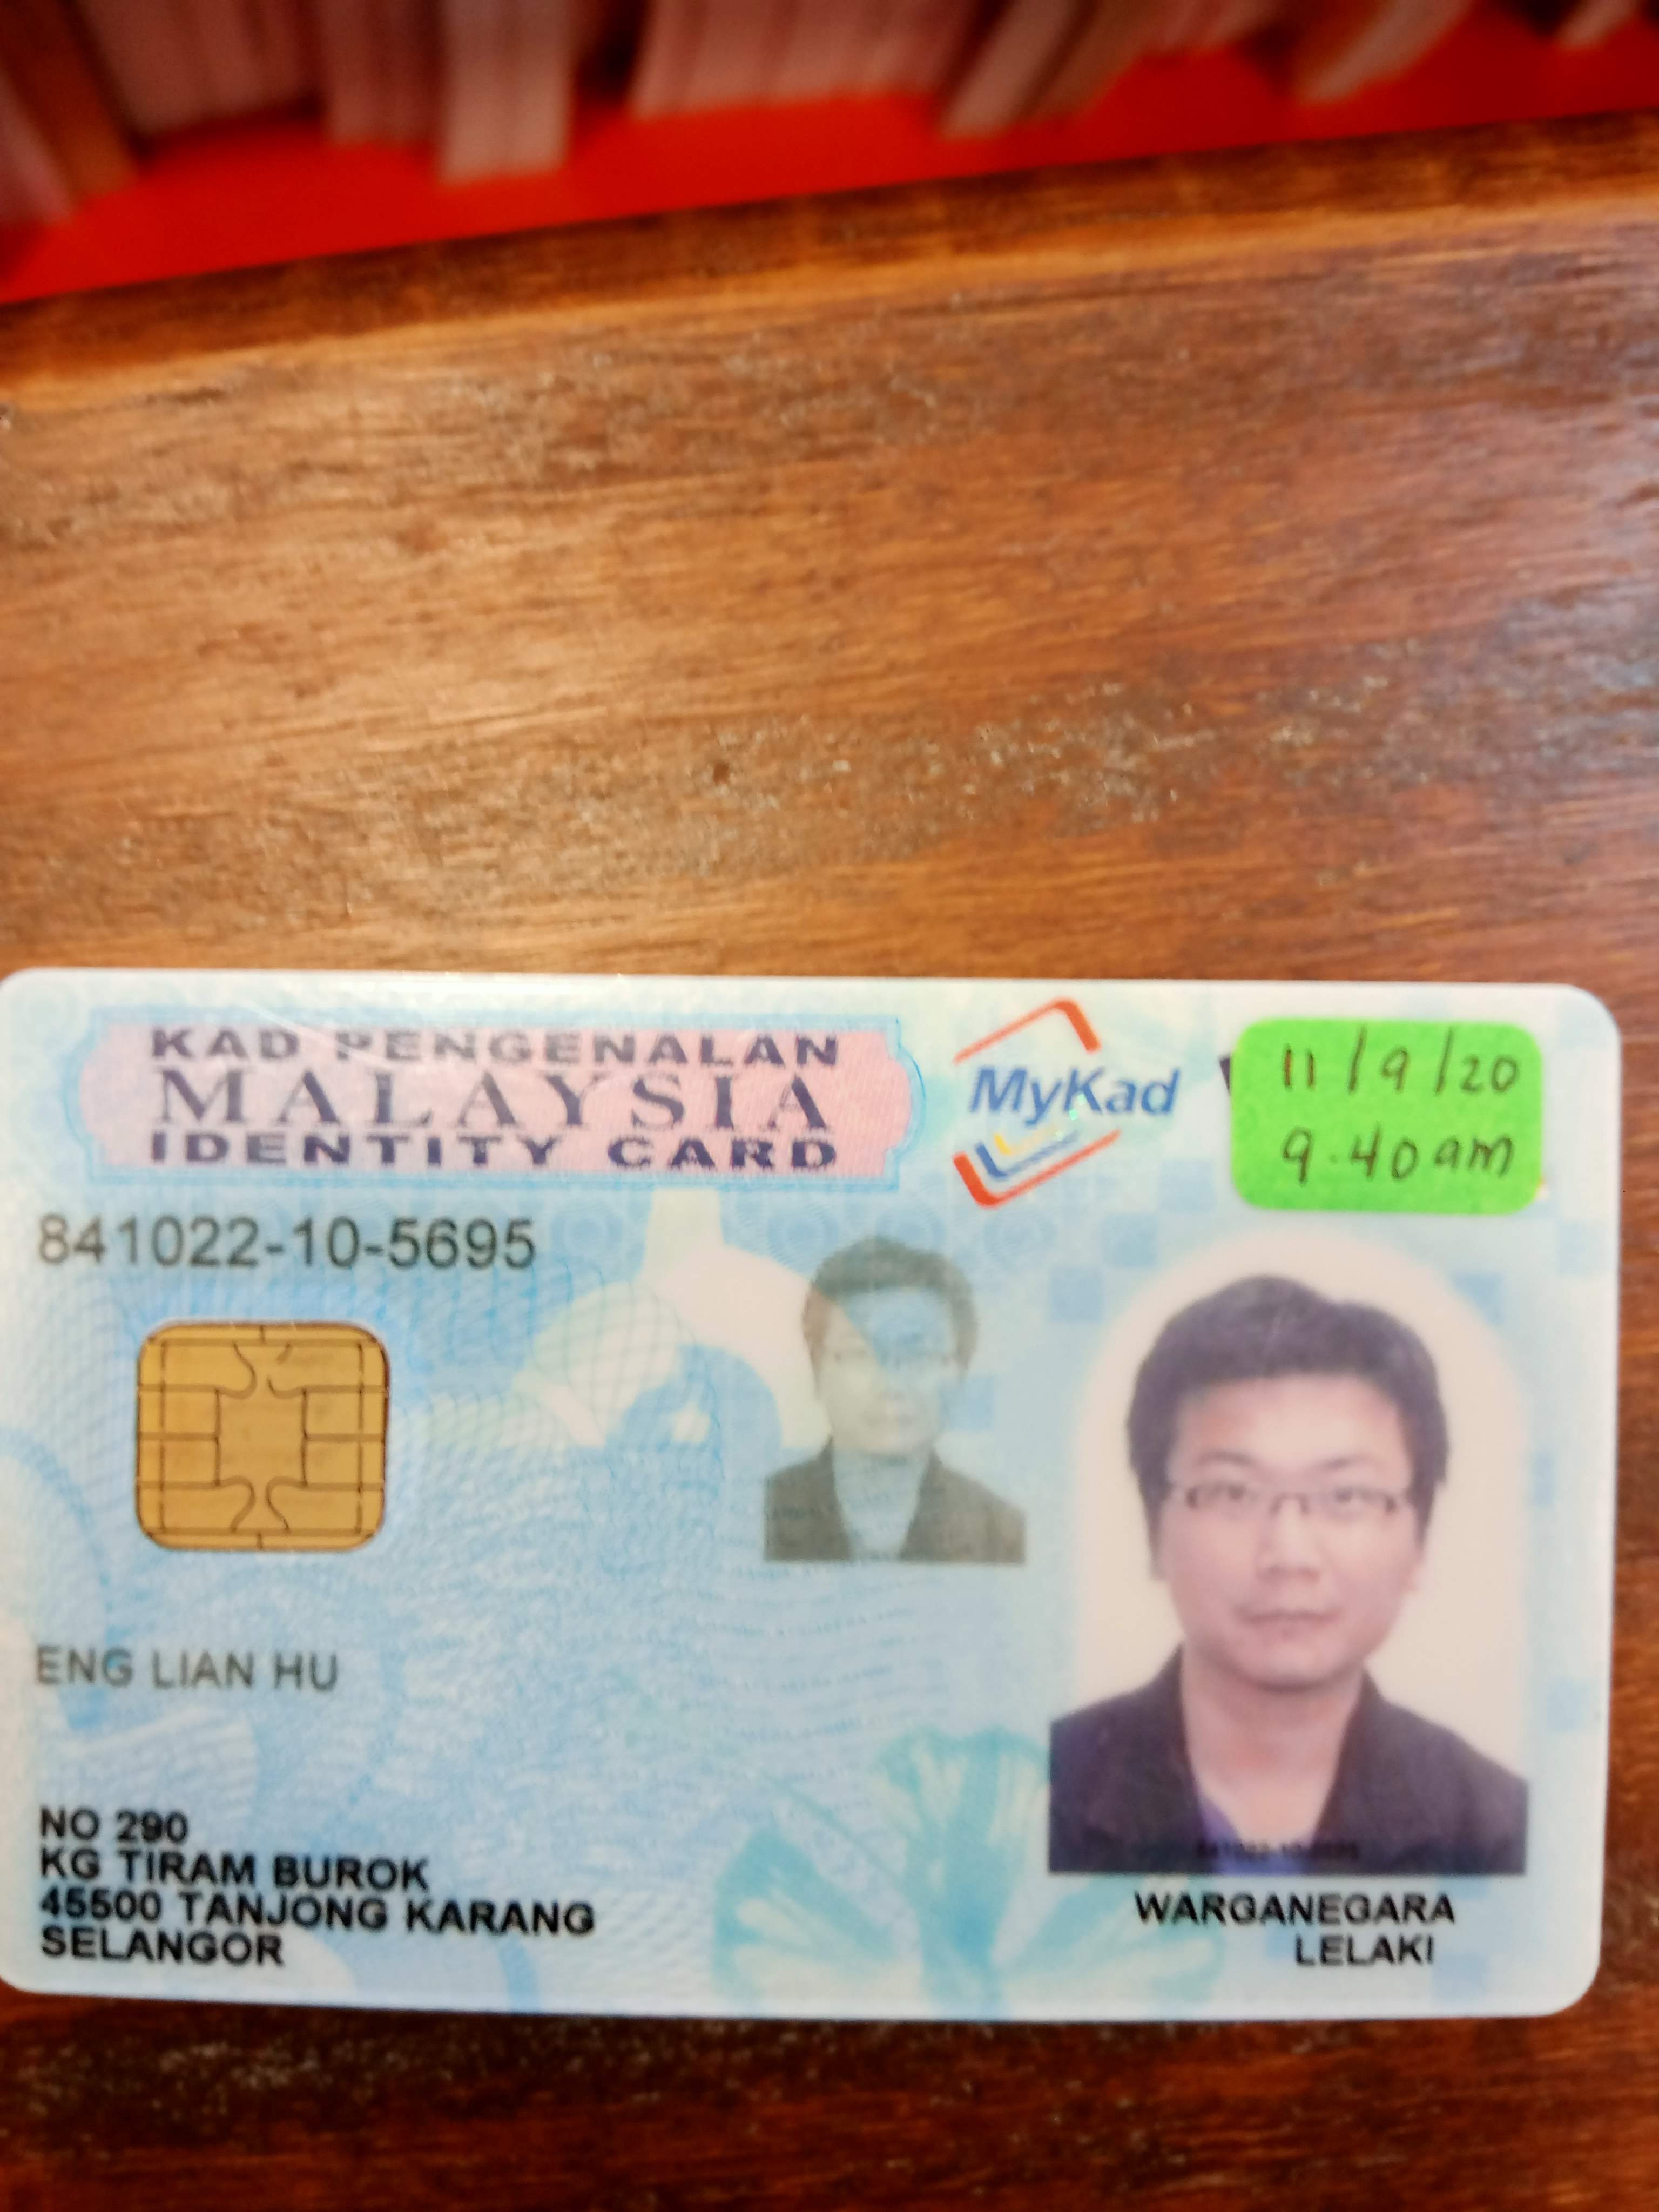 KAD PENGENALAN
MALAYSIA
IDENTITY CARD
MyKad
11/9/20
9.40am
841022-10-5695
ENG LIAN HU
NO 290
KG TIRAM BUROK
45500 TANJONG KARANG
SELANGOR
WARGANEGARA
LELAKI